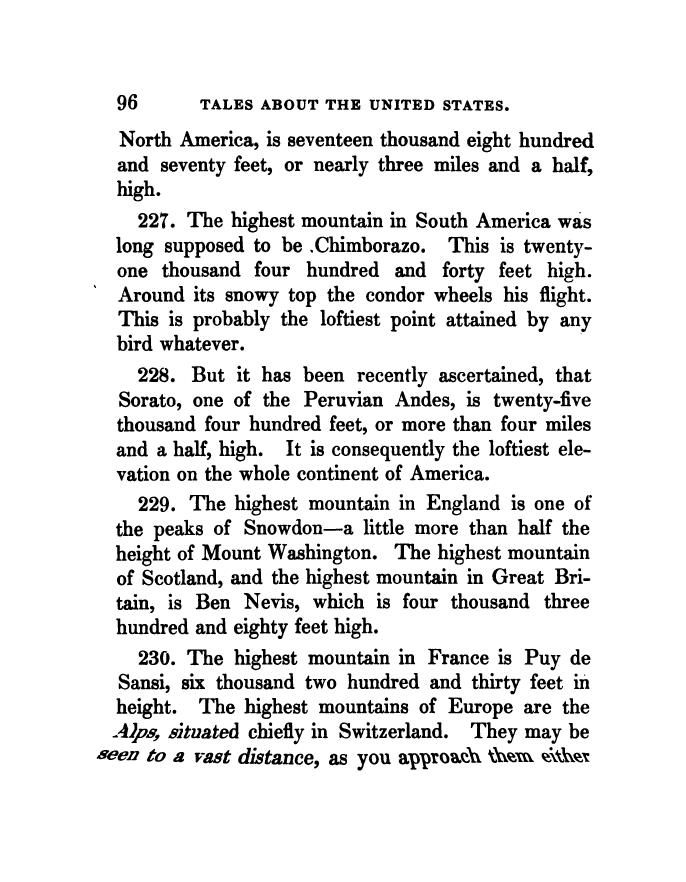 96 TALES ABOUT THE UNITED STATES.
North America, is seventeen thousand eight hundred
and seventy feet, or nearly three miles and a half,
high.
227. The highest mountain in South America was
long supposed to be .Chimborazo. This is twenty-
one thousand four hundred and forty feet high.
Around its snowy top the condor wheels his flight.
This is probably the loftiest point attained by any
bird whatever.
228. But it has been recently ascertained, that
Sorato, one of the Peruvian Andes, is twenty-five
thousand four hundred feet, or more than four miles
and a half, high. It is consequently the loftiest ele-
vation on the whole continent of America.
229. The highest mountain in England is one of
the peaks of Snowdon—a little more than half the
height of Mount Washington. The highest mountain
of Scotland, and the highest mountain in Great Bri-
tain, is Ben Nevis, which is four thousand three
hundred and eighty feet high.
230. The highest mountain in France is Puy de
Sansi, six thousand two hundred and thirty feet in
height. The highest mountains of Europe are the
Alps, situated chiefly in Switzerland. They may be
seen to a vast distance, as you approach them either